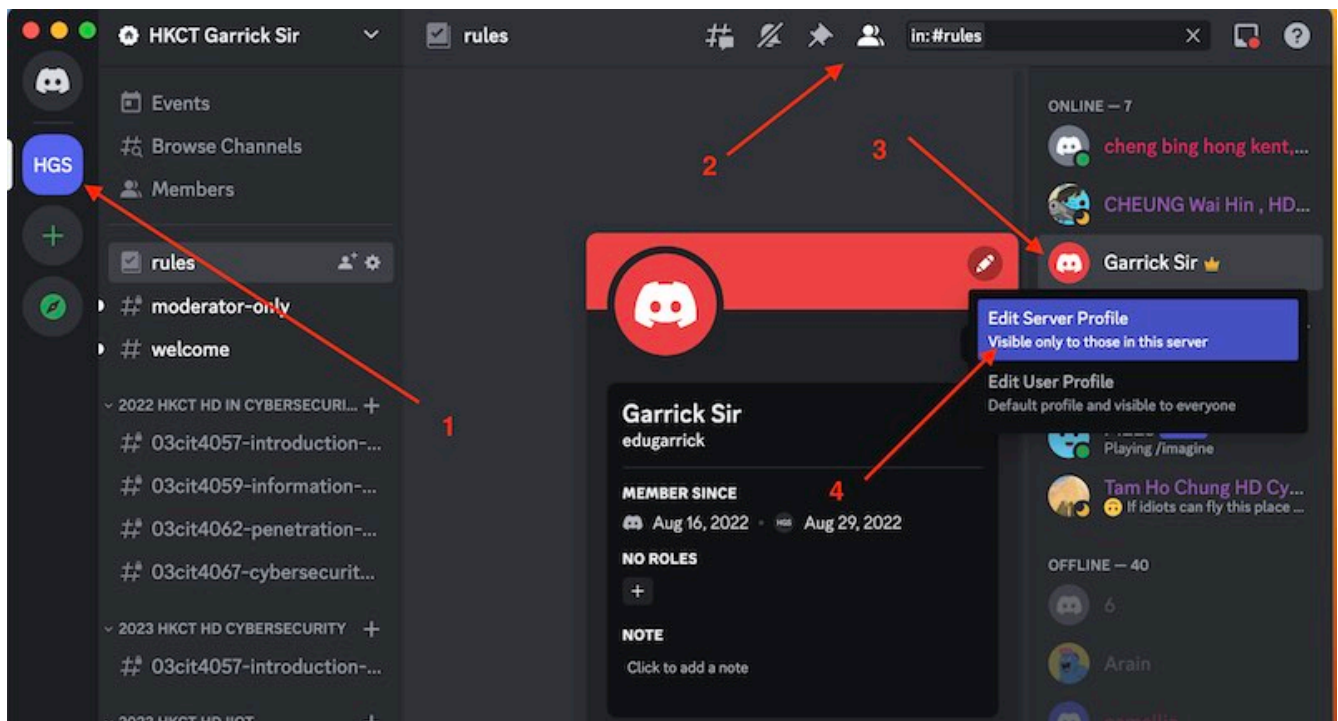 HKCT Garrick Sir
rules
in:#rules
Events
Browse Channels
Members
HGS
rules
moderator-only
welcome
2022 HKCT HD IN CYBERSECURI...
03cit4057-introduction-...
03cit4059-information-...
03cit4062-penetration-...
03cit4067-cybersecurit...
2023 HKCT HD CYBERSECURITY
03cit4057-introduction-...
1
2
3
4
Garrick Sir
edugarrick
MEMBER SINCE
Aug 16, 2022
HGS
Aug 29, 2022
NO ROLES
NOTE
Click to add a note
ONLINE — 7
cheng bing hong kent,...
CHEUNG Wai Hin , HD...
Garrick Sir
Edit Server Profile
Visible only to those in this server
Edit User Profile
Default profile and visible to everyone
Playing /imagine
Tam Ho Chung HD Cy...
If idiots can fly this place ...
OFFLINE — 40
6
Arain